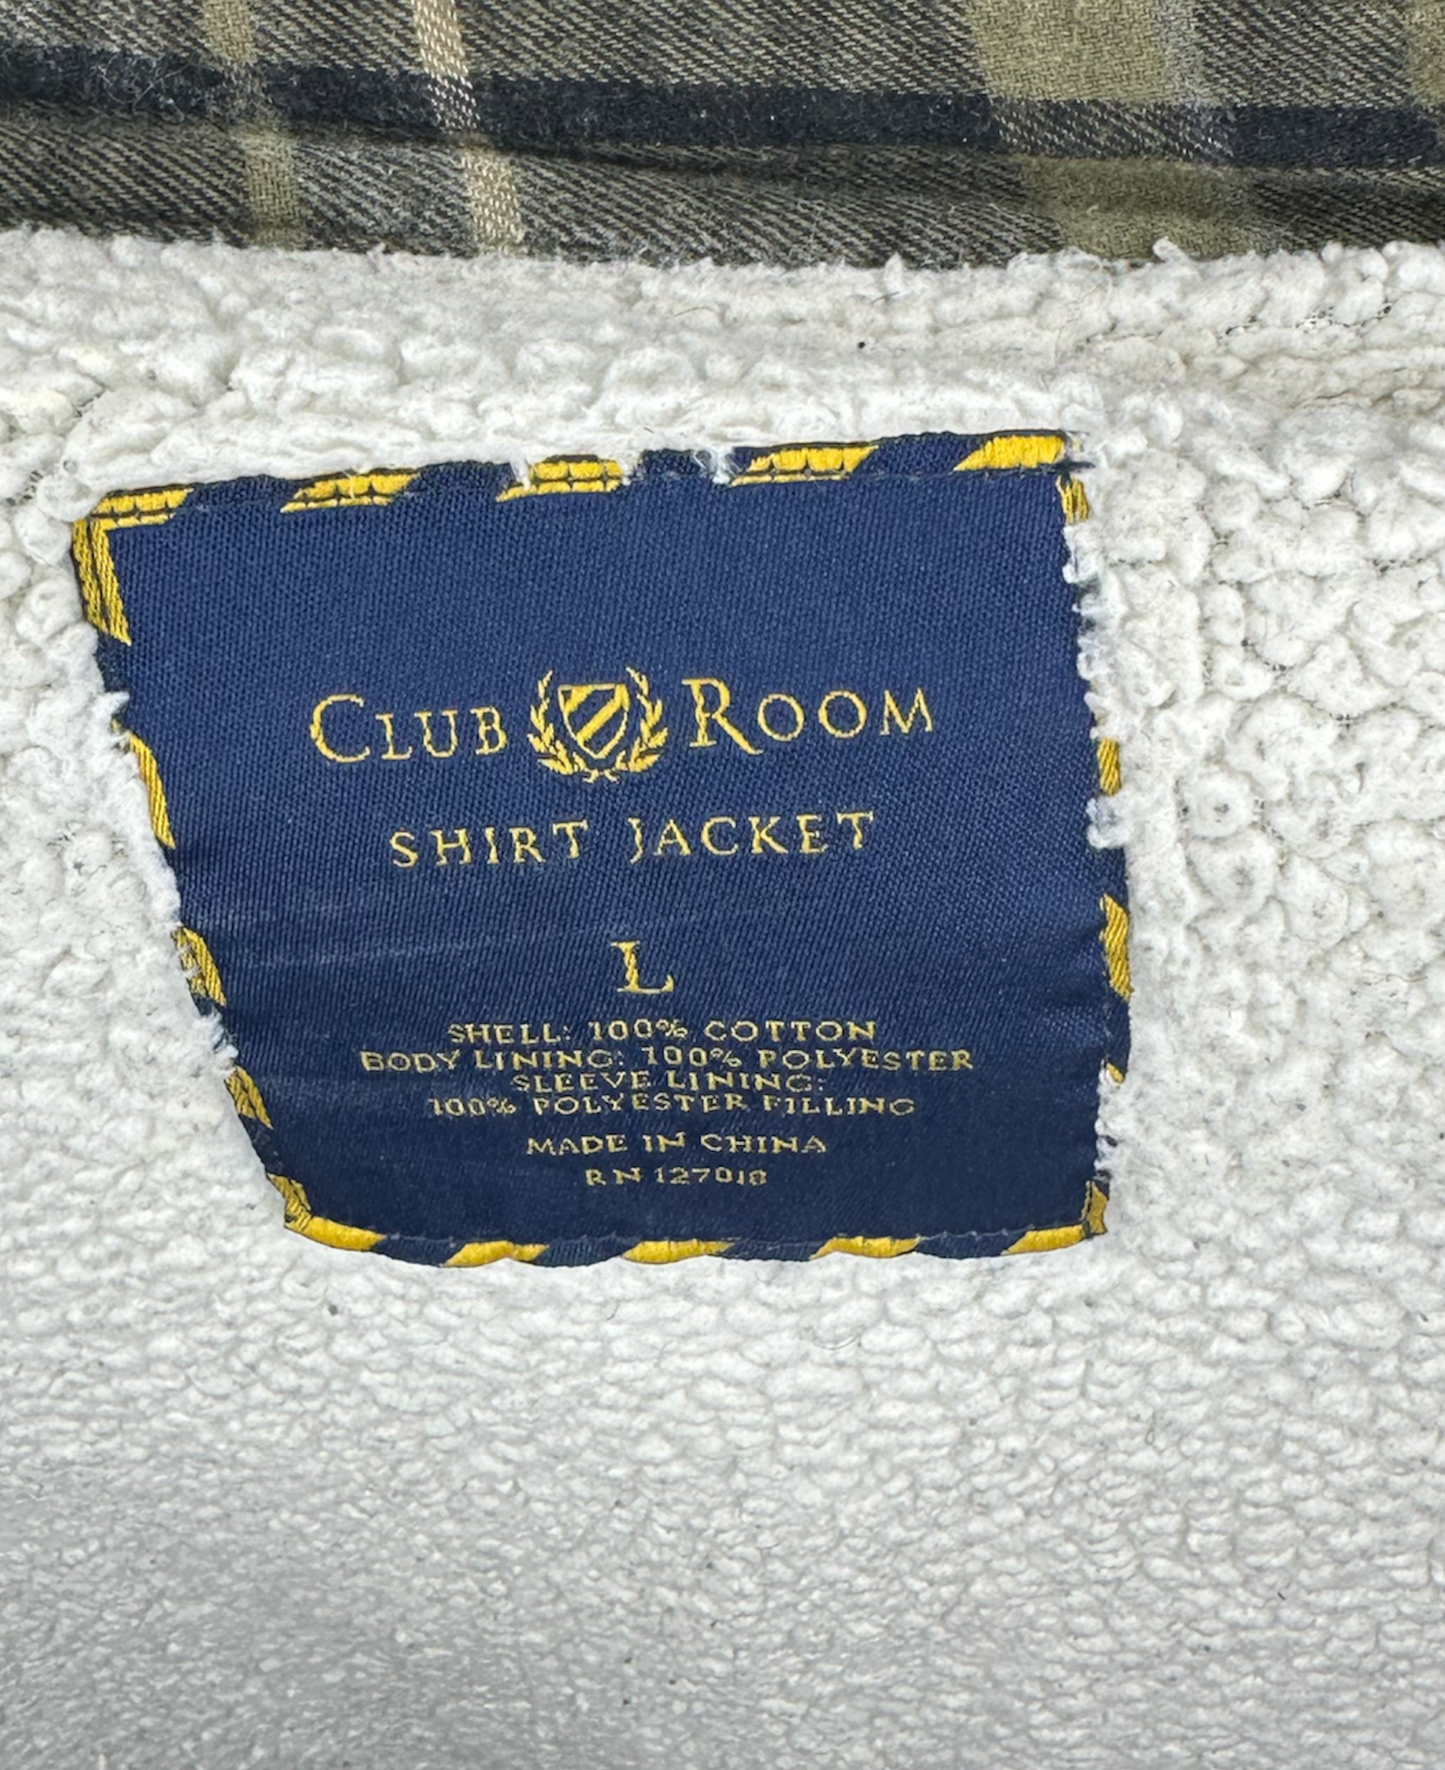 CLUB ROOM
SHIRT JACKET
L
SHELL: 100% COTTON
BODY LINING: 100% POLYESTER
SLEEVE LINING:
100% POLYESTER FILLING
MADE IN CHINA
RN 127018